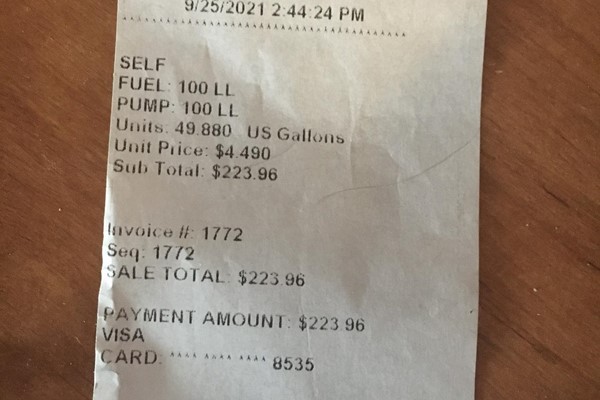 9/25/2021 2:44:24 PM
SELF
FUEL: 100 LL
PUMP: 100 LL
Units: 49.880 US Gallons
Unit Price: $4.490
Sub Total: $223.96
Invoice #: 1772
Seq: 1772
SALE TOTAL: $223.96
PAYMENT AMOUNT: $223.96
VISA
CARD: **** **** **** 8535